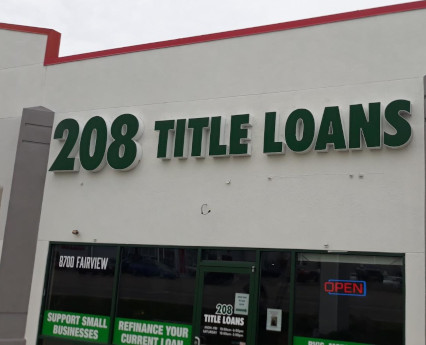 208 TITLE LOANS
8700 FAIRVIEW
OPEN
208
TITLE LOANS
SUPPORT SMALL
BUSINESSES
REFINANCE YOUR
CURRENT LOAN